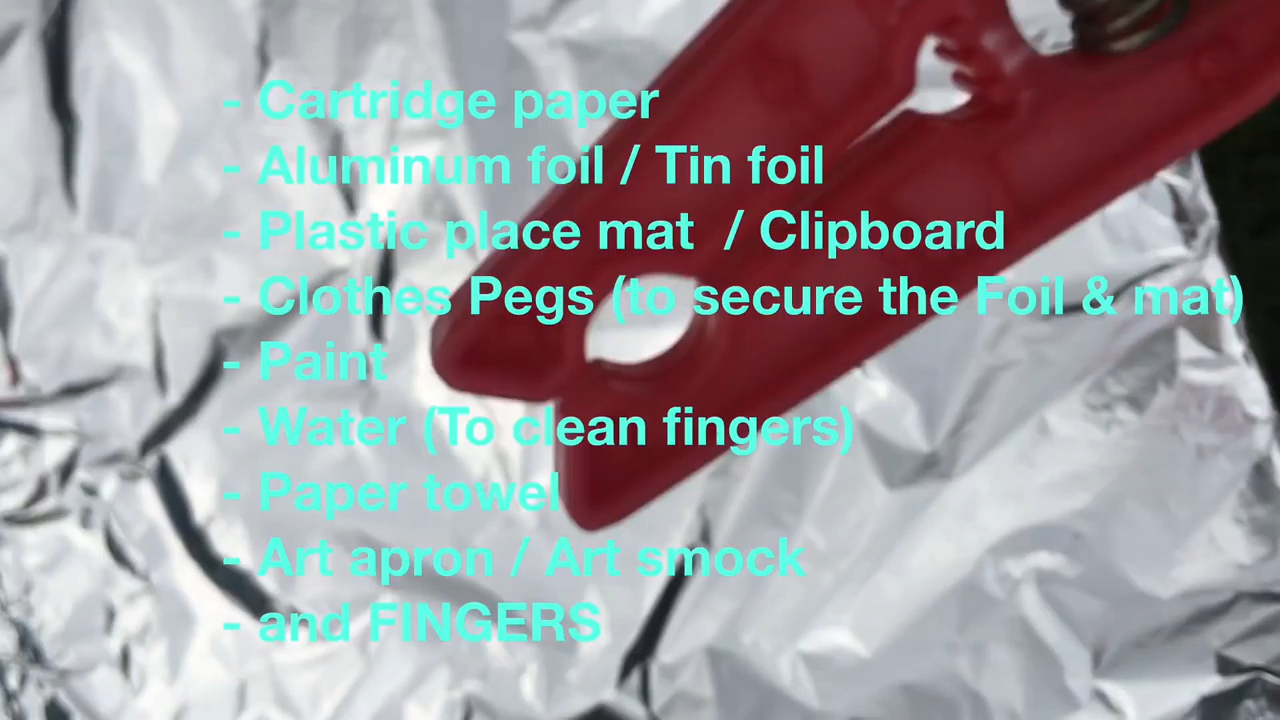 - Cartridge paper
- Aluminum foil / Tin foil
- Plastic place mat / Clipboard
- Clothes Pegs (to secure the Foil & mat)
- Paint
- Water (To clean fingers)
- Paper towel
- Art apron / Art smock
- and FINGERS